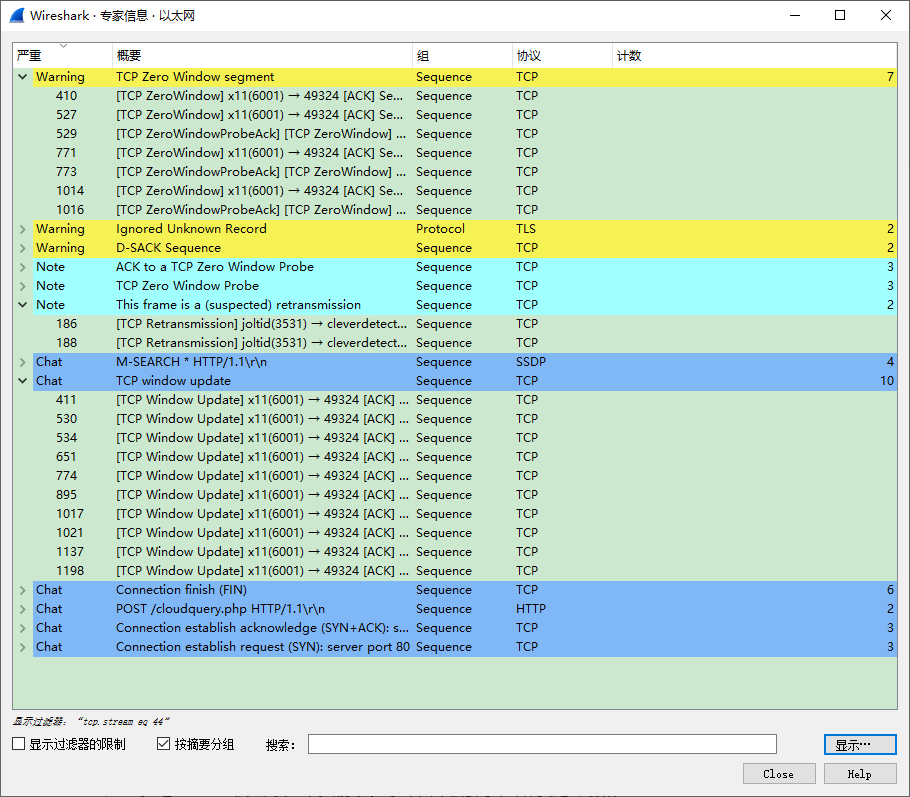 Wireshark · 专家信息 · 以太网
严重 概要 组 协议 计数
Warning TCP Zero Window segment Sequence TCP 7
410 [TCP ZeroWindow] x11(6001) → 49324 [ACK] Se... Sequence TCP
527 [TCP ZeroWindow] x11(6001) → 49324 [ACK] Se... Sequence TCP
529 [TCP ZeroWindowProbeAck] [TCP ZeroWindow] ... Sequence TCP
771 [TCP ZeroWindow] x11(6001) → 49324 [ACK] Se... Sequence TCP
773 [TCP ZeroWindowProbeAck] [TCP ZeroWindow] ... Sequence TCP
1014 [TCP ZeroWindow] x11(6001) → 49324 [ACK] Se... Sequence TCP
1016 [TCP ZeroWindowProbeAck] [TCP ZeroWindow] ... Sequence TCP
Warning Ignored Unknown Record Protocol TLS 2
Warning D-SACK Sequence Sequence TCP 2
Note ACK to a TCP Zero Window Probe Sequence TCP 3
Note TCP Zero Window Probe Sequence TCP 3
Note This frame is a (suspected) retransmission Sequence TCP 2
186 [TCP Retransmission] joltid(3531) → cleverdetect... Sequence TCP
188 [TCP Retransmission] joltid(3531) → cleverdetect... Sequence TCP
Chat M-SEARCH * HTTP/1.1\r\n Sequence SSDP 4
Chat TCP window update Sequence TCP 10
411 [TCP Window Update] x11(6001) → 49324 [ACK] ... Sequence TCP
530 [TCP Window Update] x11(6001) → 49324 [ACK] ... Sequence TCP
534 [TCP Window Update] x11(6001) → 49324 [ACK] ... Sequence TCP
651 [TCP Window Update] x11(6001) → 49324 [ACK] ... Sequence TCP
774 [TCP Window Update] x11(6001) → 49324 [ACK] ... Sequence TCP
895 [TCP Window Update] x11(6001) → 49324 [ACK] ... Sequence TCP
1017 [TCP Window Update] x11(6001) → 49324 [ACK] ... Sequence TCP
1021 [TCP Window Update] x11(6001) → 49324 [ACK] ... Sequence TCP
1137 [TCP Window Update] x11(6001) → 49324 [ACK] ... Sequence TCP
1198 [TCP Window Update] x11(6001) → 49324 [ACK] ... Sequence TCP
Chat Connection finish (FIN) Sequence TCP 6
Chat POST /cloudquery.php HTTP/1.1\r\n Sequence HTTP 2
Chat Connection establish acknowledge (SYN+ACK): s... Sequence TCP 3
Chat Connection establish request (SYN): server port 80 Sequence TCP 3
显示过滤器: “tcp.stream eq 44”
显示过滤器的限制 按摘要分组 搜索: 显示…
Close Help